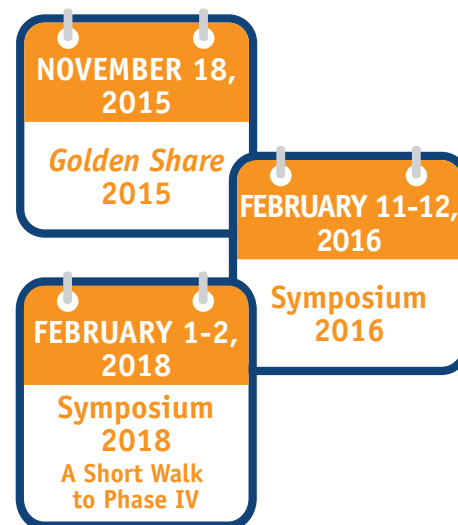 NOVEMBER 18,
2015
Golden Share
2015
FEBRUARY 11-12,
2016
Symposium
2016
FEBRUARY 1-2,
2018
Symposium
2018
A Short Walk
to Phase IV